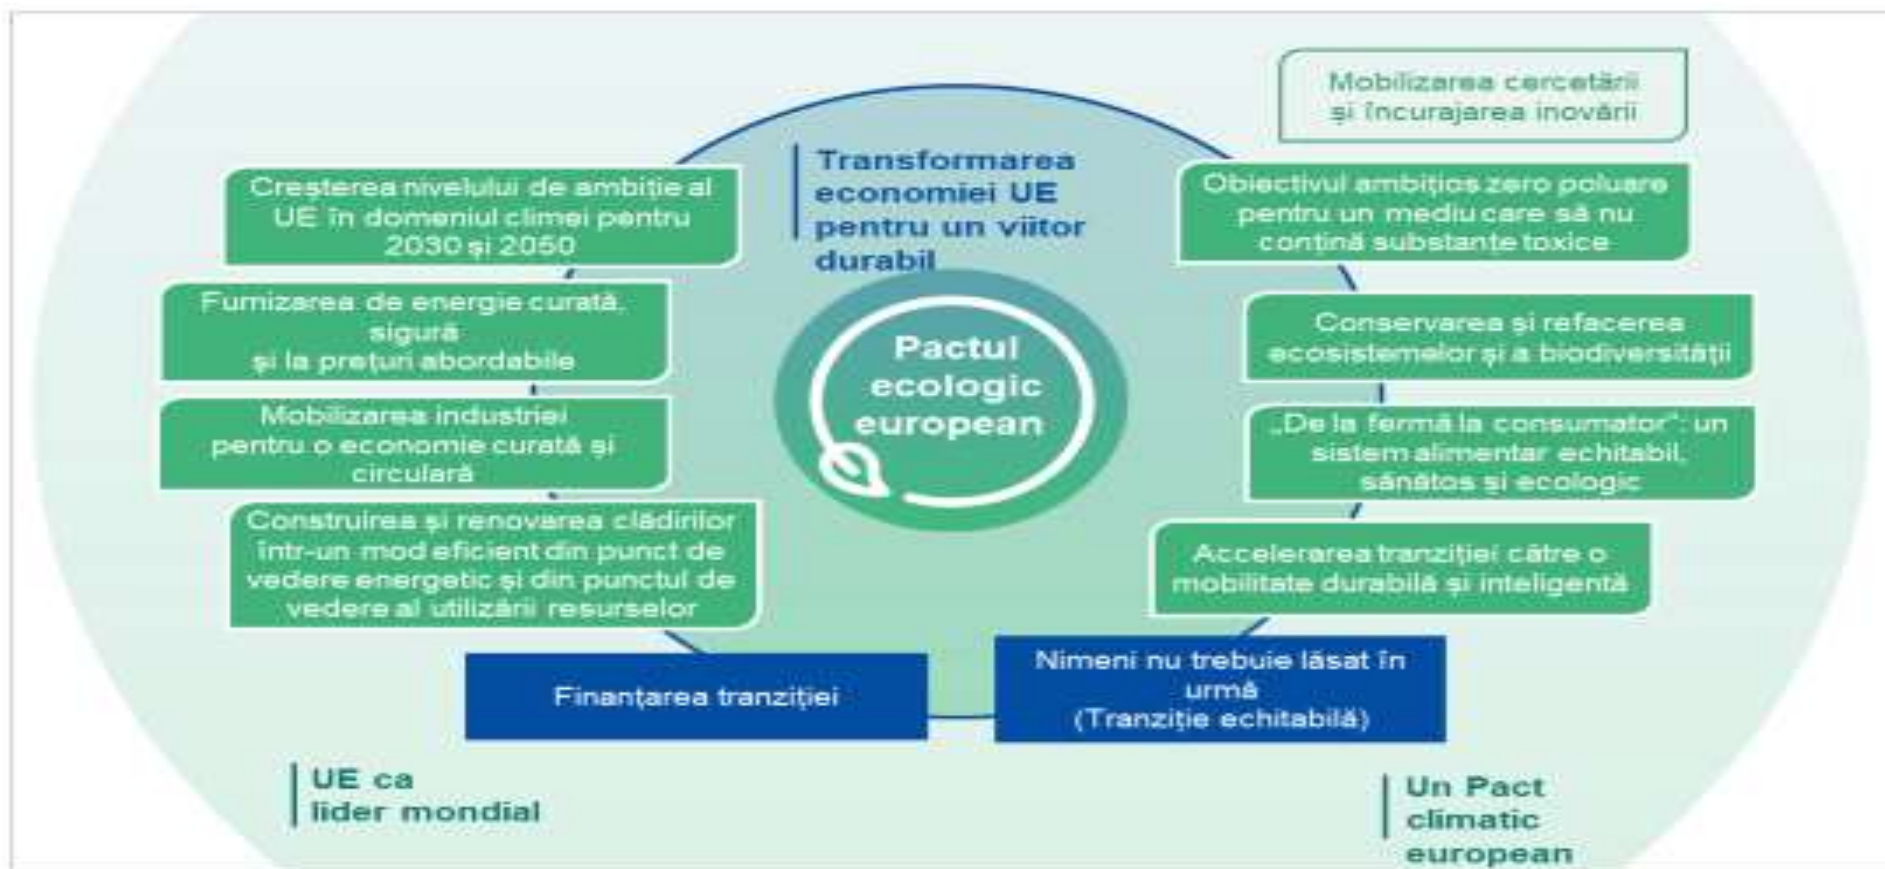 Mobilizarea cercetării
și încurajarea inovării
Transformarea
economiei UE
pentru un viitor
durabil
Creșterea nivelului de ambiție al
UE în domeniul climei pentru
2030 și 2050
Furnizarea de energie curată,
sigură
și la prețuri abordabile
Mobilizarea industriei
pentru o economie curată și
circulară
Construirea și renovarea clădirilor
într-un mod eficient din punct de
vedere energetic și din punctul de
vedere al utilizării resurselor
Pactul
ecologic
european
Obiectivul ambițios zero poluare
pentru un mediu care să nu
conțină substanțe toxice
Conservarea și refacerea
ecosistemelor și a biodiversității
„De la fermă la consumator”: un
sistem alimentar echitabil,
sănătos și ecologic
Accelerarea tranziției către o
mobilitate durabilă și inteligentă
Finanțarea tranziției
Nimeni nu trebuie lăsat în
urmă
(Tranziție echitabilă)
UE ca
lider mondial
Un Pact
climatic
european